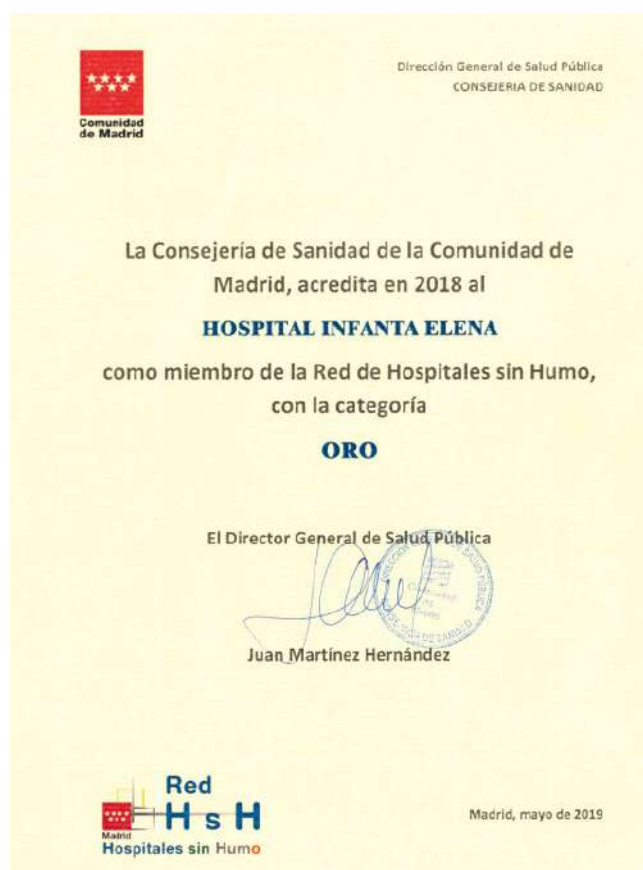 Comunidad
de Madrid
Dirección General de Salud Pública
CONSEJERIA DE SANIDAD
La Consejería de Sanidad de la Comunidad de
Madrid, acredita en 2018 al
HOSPITAL INFANTA ELENA
como miembro de la Red de Hospitales sin Humo,
con la categoría
ORO
El Director General de Salud Pública
Juan Martínez Hernández
Red
HsH
Madrid
Hospitales sin Humo
Madrid, mayo de 2019